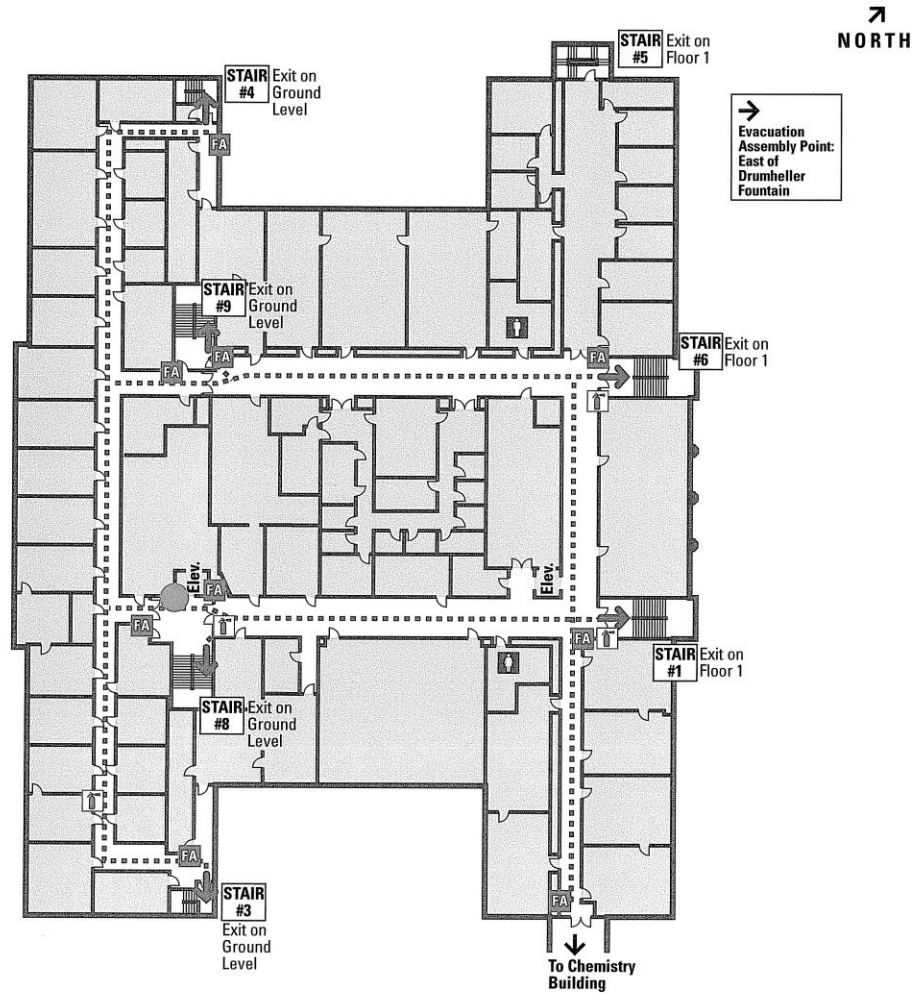 NORTH
STAIR
#5
Exit on
Floor 1
STAIR
#4
Exit on
Ground
Level
Evacuation
Assembly Point:
East of
Drumheller
Fountain
FA
STAIR
#9
Exit on
Ground
Level
STAIR
#6
Exit on
Floor 1
FA
FA
FA
Elev.
FA
Elev.
FA
FA
STAIR
#1
Exit on
Floor 1
STAIR
#8
Exit on
Ground
Level
FA
STAIR
#3
Exit on
Ground
Level
FA
To Chemistry
Building